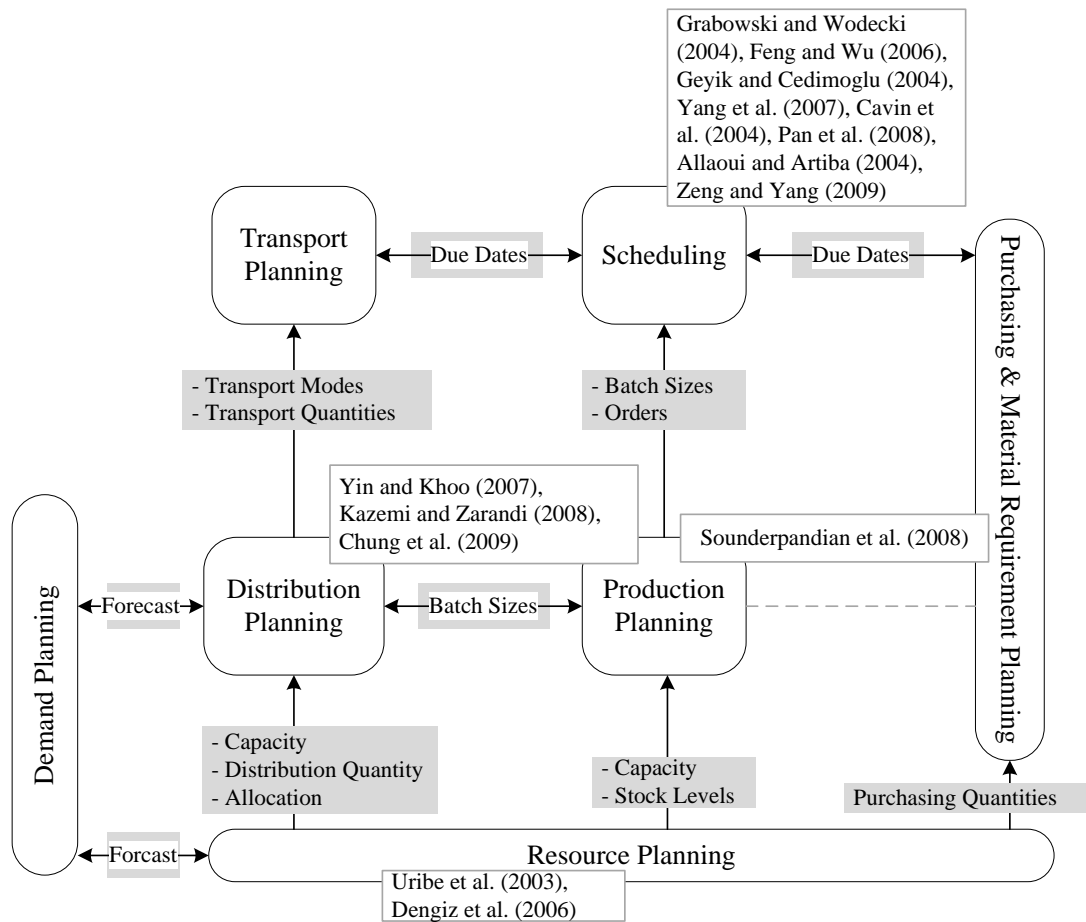 Grabowski and Wodecki
(2004), Feng and Wu (2006),
Geyik and Cedimoglu (2004),
Yang et al. (2007), Cavin et
al. (2004), Pan et al. (2008),
Allaoui and Artiba (2004),
Zeng and Yang (2009)
Transport
Planning
Due Dates
Scheduling
Due Dates
Purchasing & Material Requirement Planning
- Transport Modes
- Transport Quantities
- Batch Sizes
- Orders
Yin and Khoo (2007),
Kazemi and Zarandi (2008),
Chung et al. (2009)
Sounderpandian et al. (2008)
Demand Planning
Forecast
Distribution
Planning
Batch Sizes
Production
Planning
- Capacity
- Distribution Quantity
- Allocation
- Capacity
- Stock Levels
Purchasing Quantities
Forcast
Resource Planning
Uribe et al. (2003),
Dengiz et al. (2006)